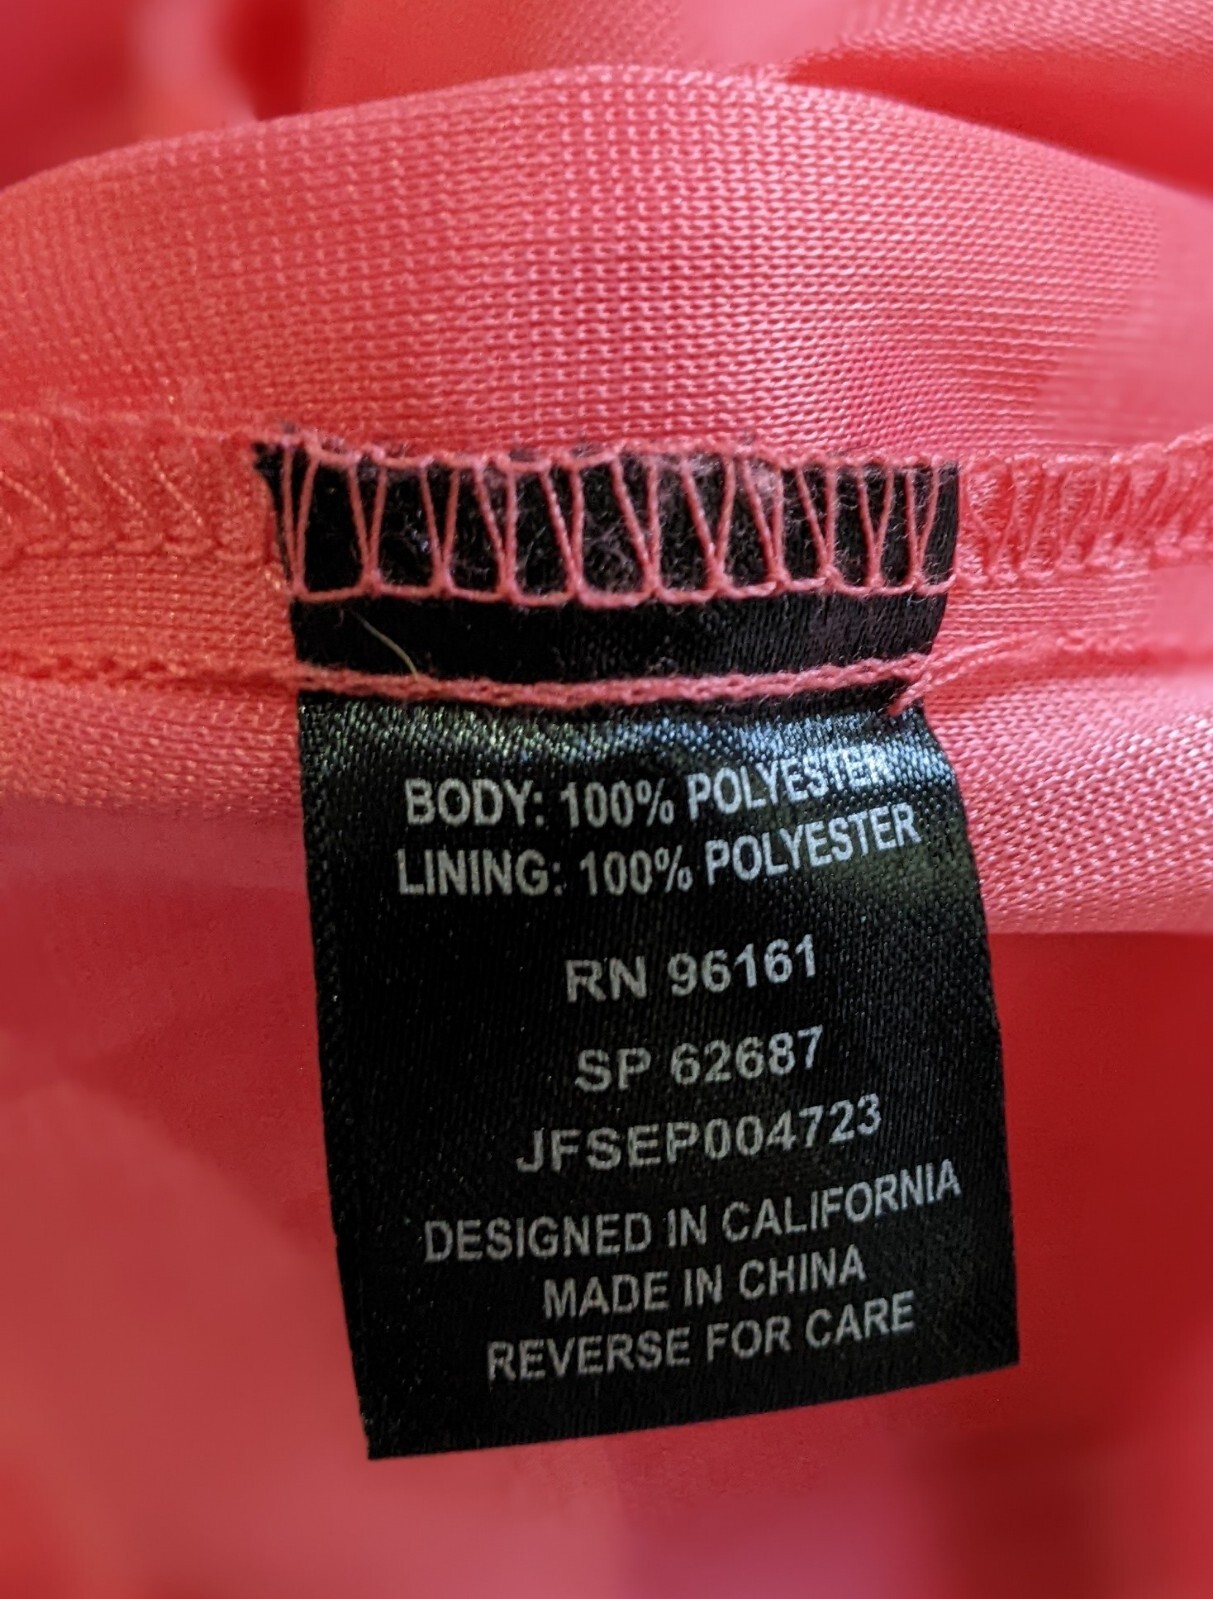 BODY: 100% POLYESTER
LINING: 100% POLYESTER
RN 96161
SP 62687
JFSEP004723
DESIGNED IN CALIFORNIA
MADE IN CHINA
REVERSE FOR CARE